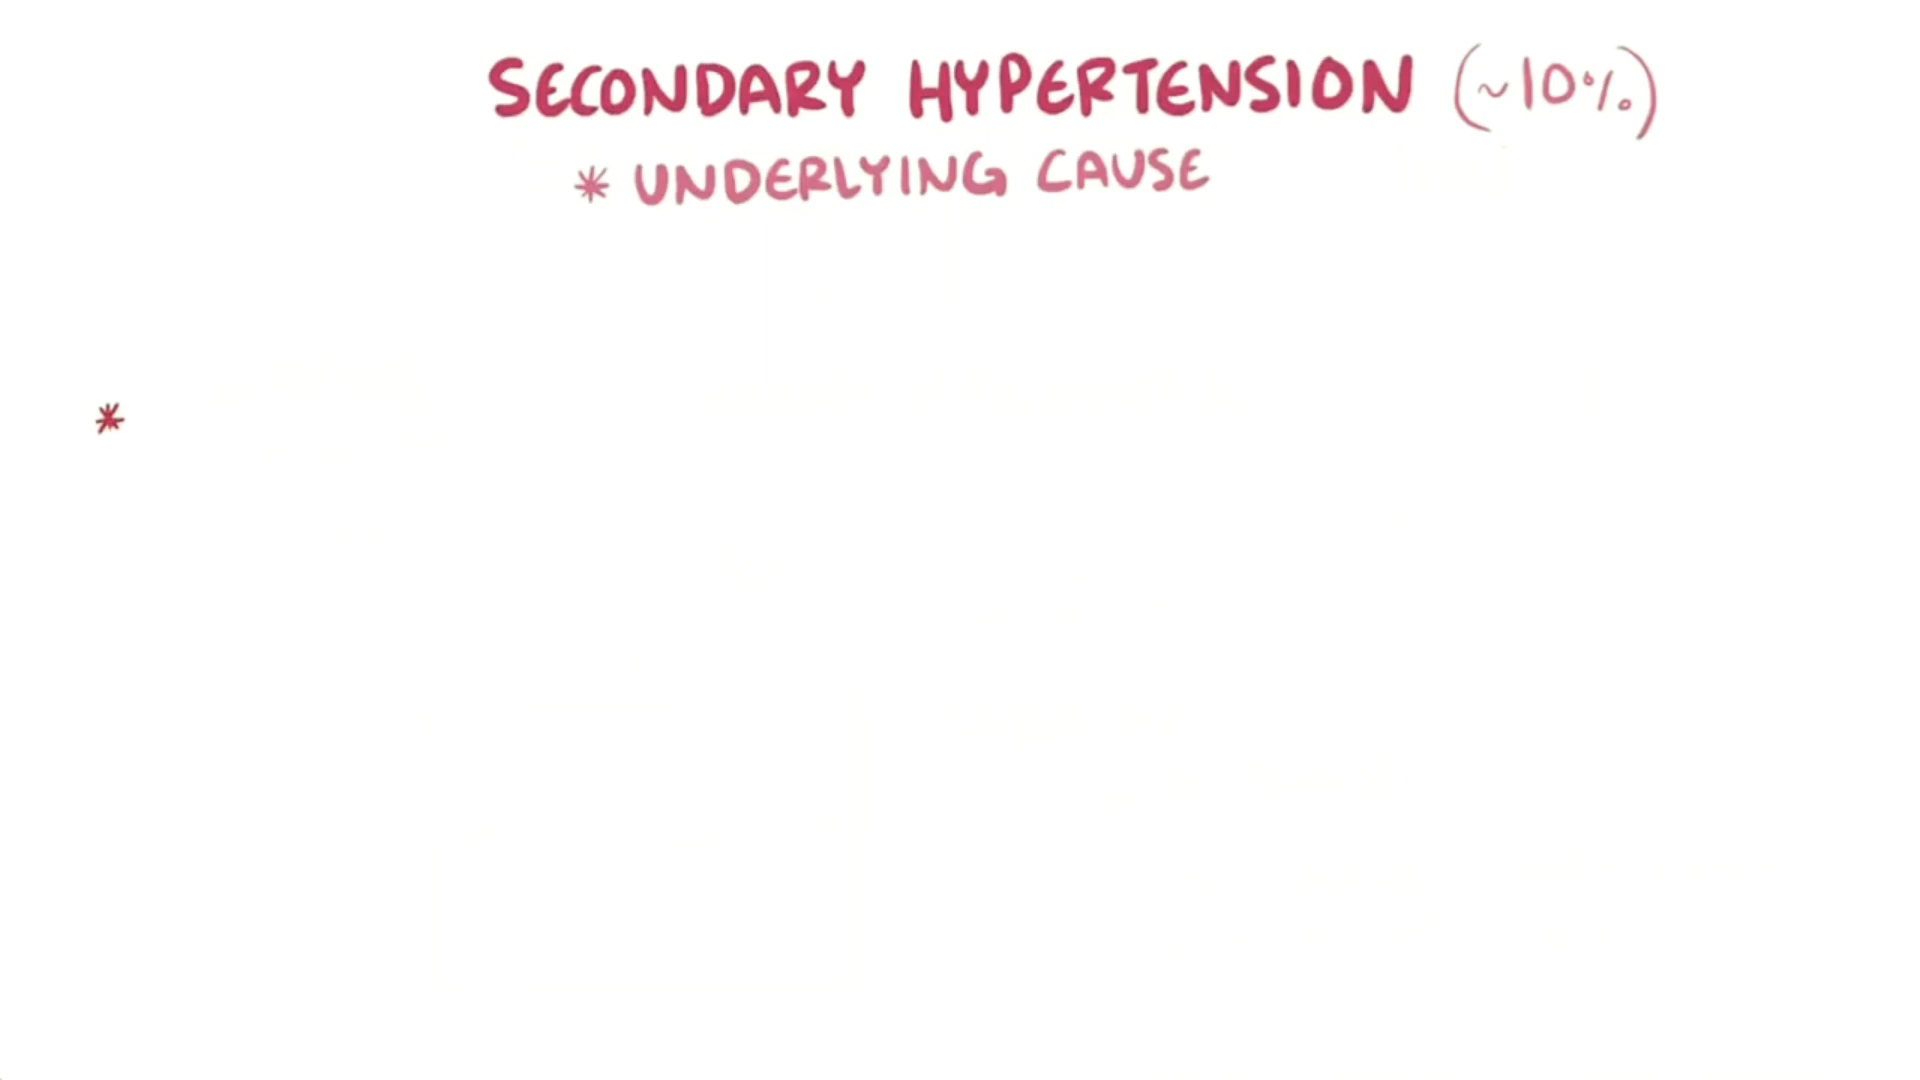 SECONDARY HYPERTENSION (~10%)
* UNDERLYING CAUSE
*